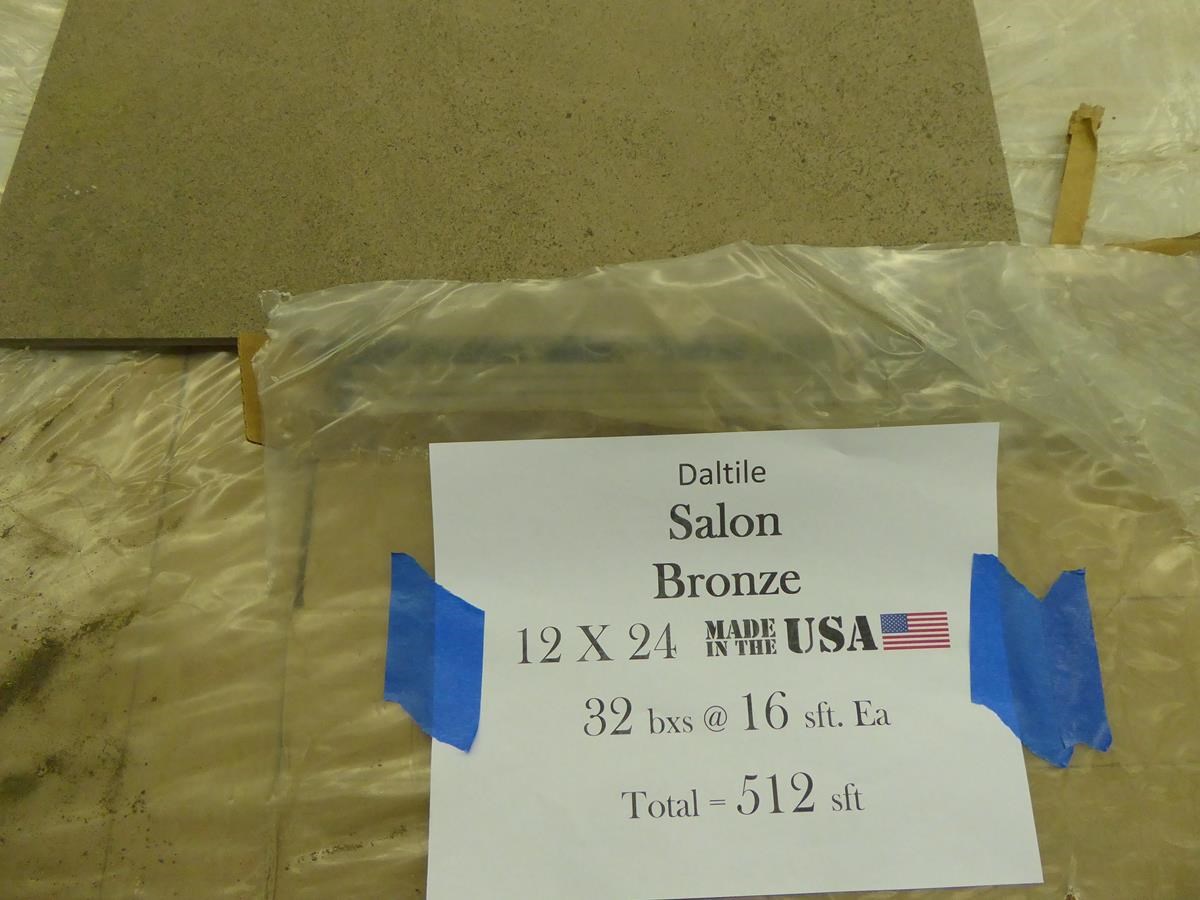 Daltile
Salon
Bronze
12 X 24 MADE IN THE USA
32 bxs @ 16 sft. Ea
Total = 512 sft